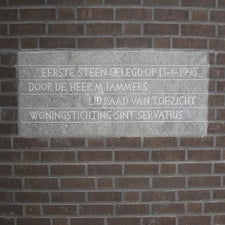 EERSTE STEEN GELEGD OP 13-1-1998
DOOR DE HEER M. JAMMERS
LID RAAD VAN TOEZICHT
WONINGSTICHTING SINT SERVATIUS